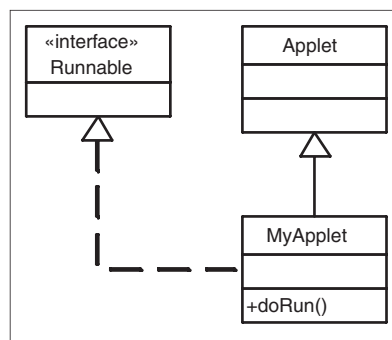 «interface»
Runnable
Applet
MyApplet
+doRun()